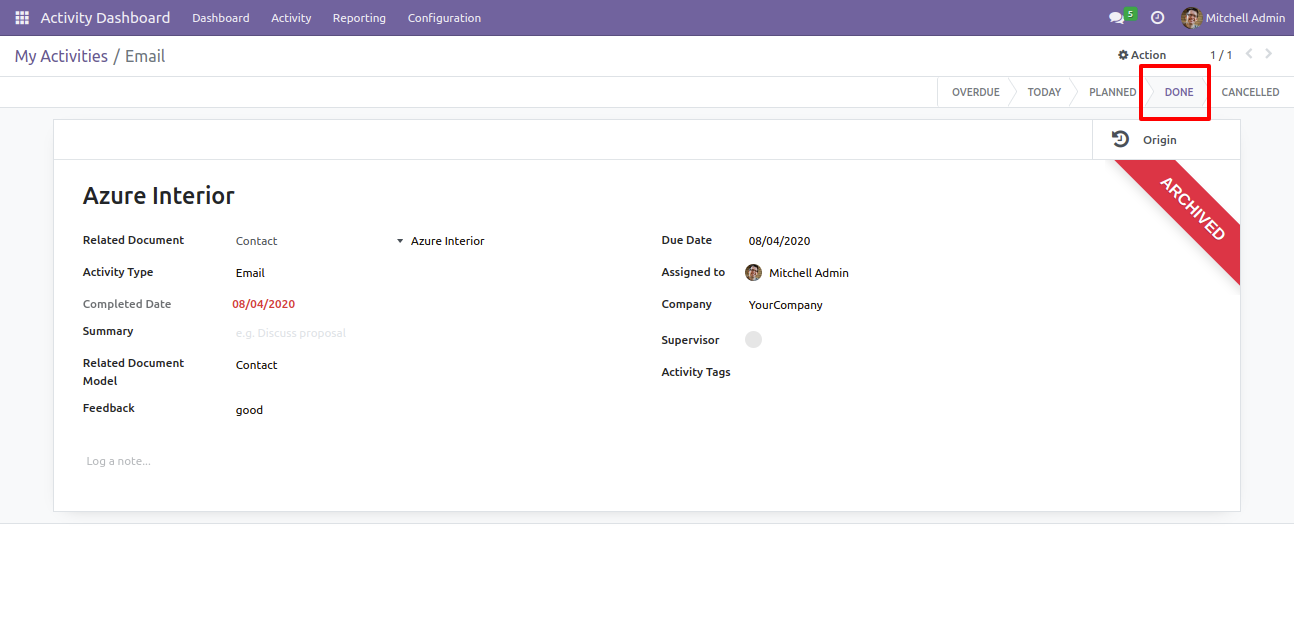 Activity Dashboard Dashboard Activity Reporting Configuration 5 Mitchell Admin
My Activities / Email Action 1 / 1
OVERDUE TODAY PLANNED DONE CANCELLED
Origin
ARCHIVED
Azure Interior
Related Document Contact Azure Interior Due Date 08/04/2020
Activity Type Email Assigned to Mitchell Admin
Completed Date 08/04/2020 Company YourCompany
Summary e.g. Discuss proposal Supervisor
Related Document Contact Activity Tags
Model
Feedback good
Log a note...